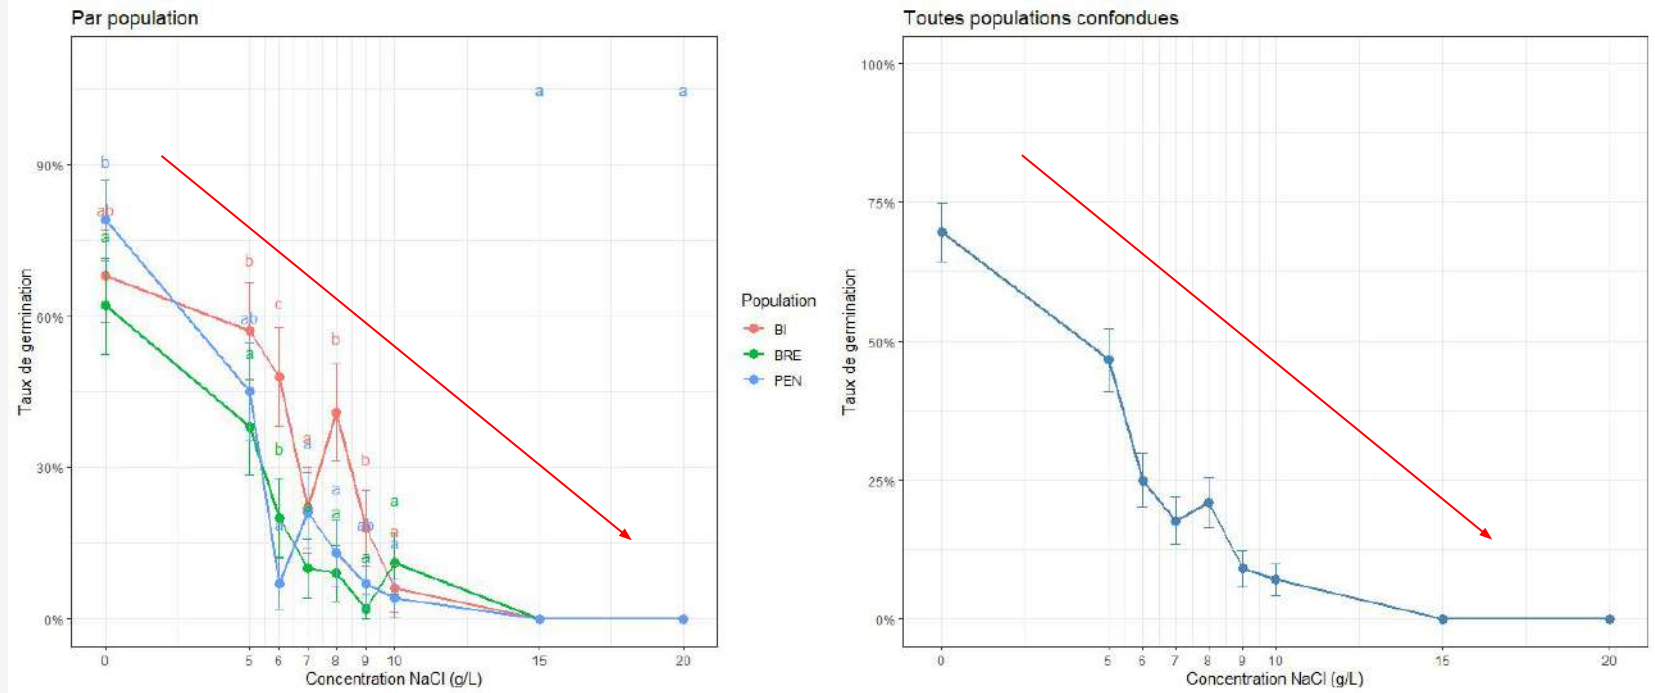 Par population
Toutes populations confondues
Taux de germination
90%
60%
30%
0%
b
ab
a
b
ab
a
c
b
a
a
a
b
a
a
b
ab
a
a
a
a
a
a
0 5 6 7 8 9 10 15 20
Concentration NaCl (g/L)
Population
BI
BRE
PEN
Taux de germination
100%
75%
50%
25%
0%
0 5 6 7 8 9 10 15 20
Concentration NaCl (g/L)